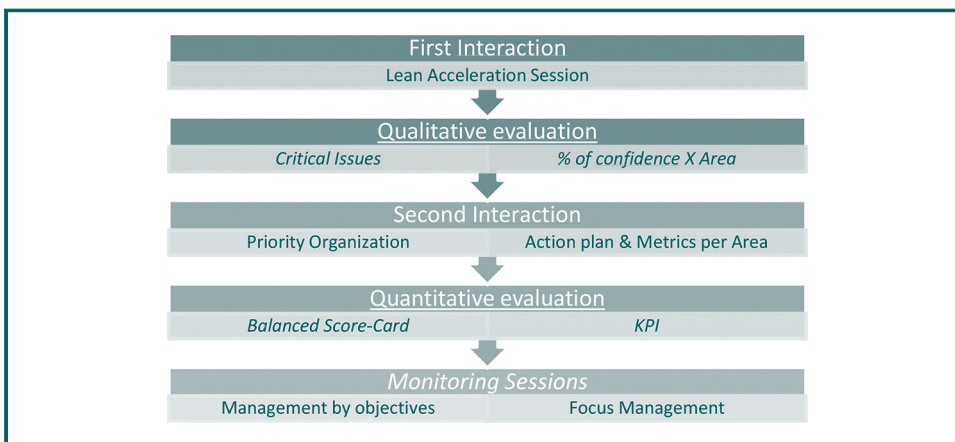 First Interaction
Lean Acceleration Session
Qualitative evaluation
Critical Issues % of confidence X Area
Second Interaction
Priority Organization Action plan & Metrics per Area
Quantitative evaluation
Balanced Score-Card KPI
Monitoring Sessions
Management by objectives Focus Management